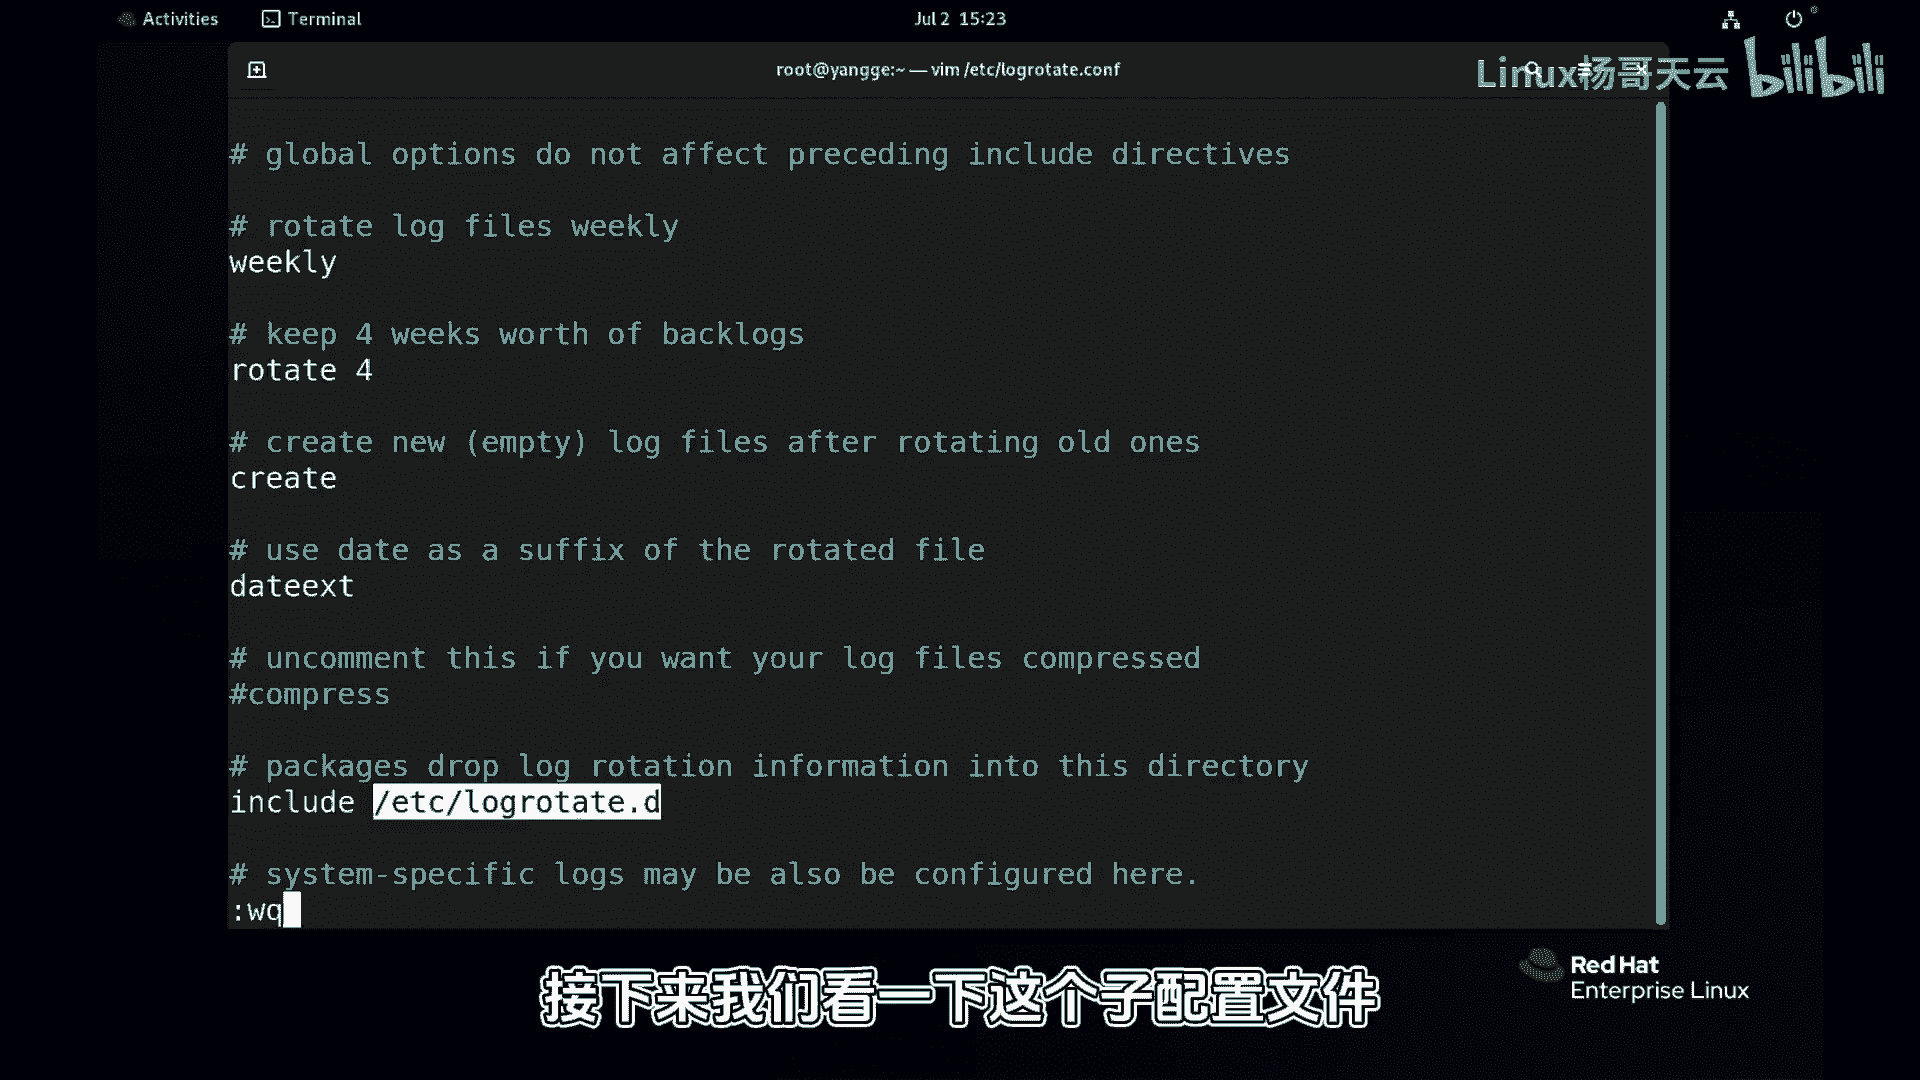 Activities
Terminal
Jul 2 15:23
root@yangge:~ — vim /etc/logrotate.conf
Linux杨哥天云 bilibili
# global options do not affect preceding include directives
# rotate log files weekly
weekly
# keep 4 weeks worth of backlogs
rotate 4
# create new (empty) log files after rotating old ones
create
# use date as a suffix of the rotated file
dateext
# uncomment this if you want your log files compressed
#compress
# packages drop log rotation information into this directory
include /etc/logrotate.d
# system-specific logs may be also be configured here.
:wq
Red Hat
Enterprise Linux
接下来我们看一下这个子配置文件